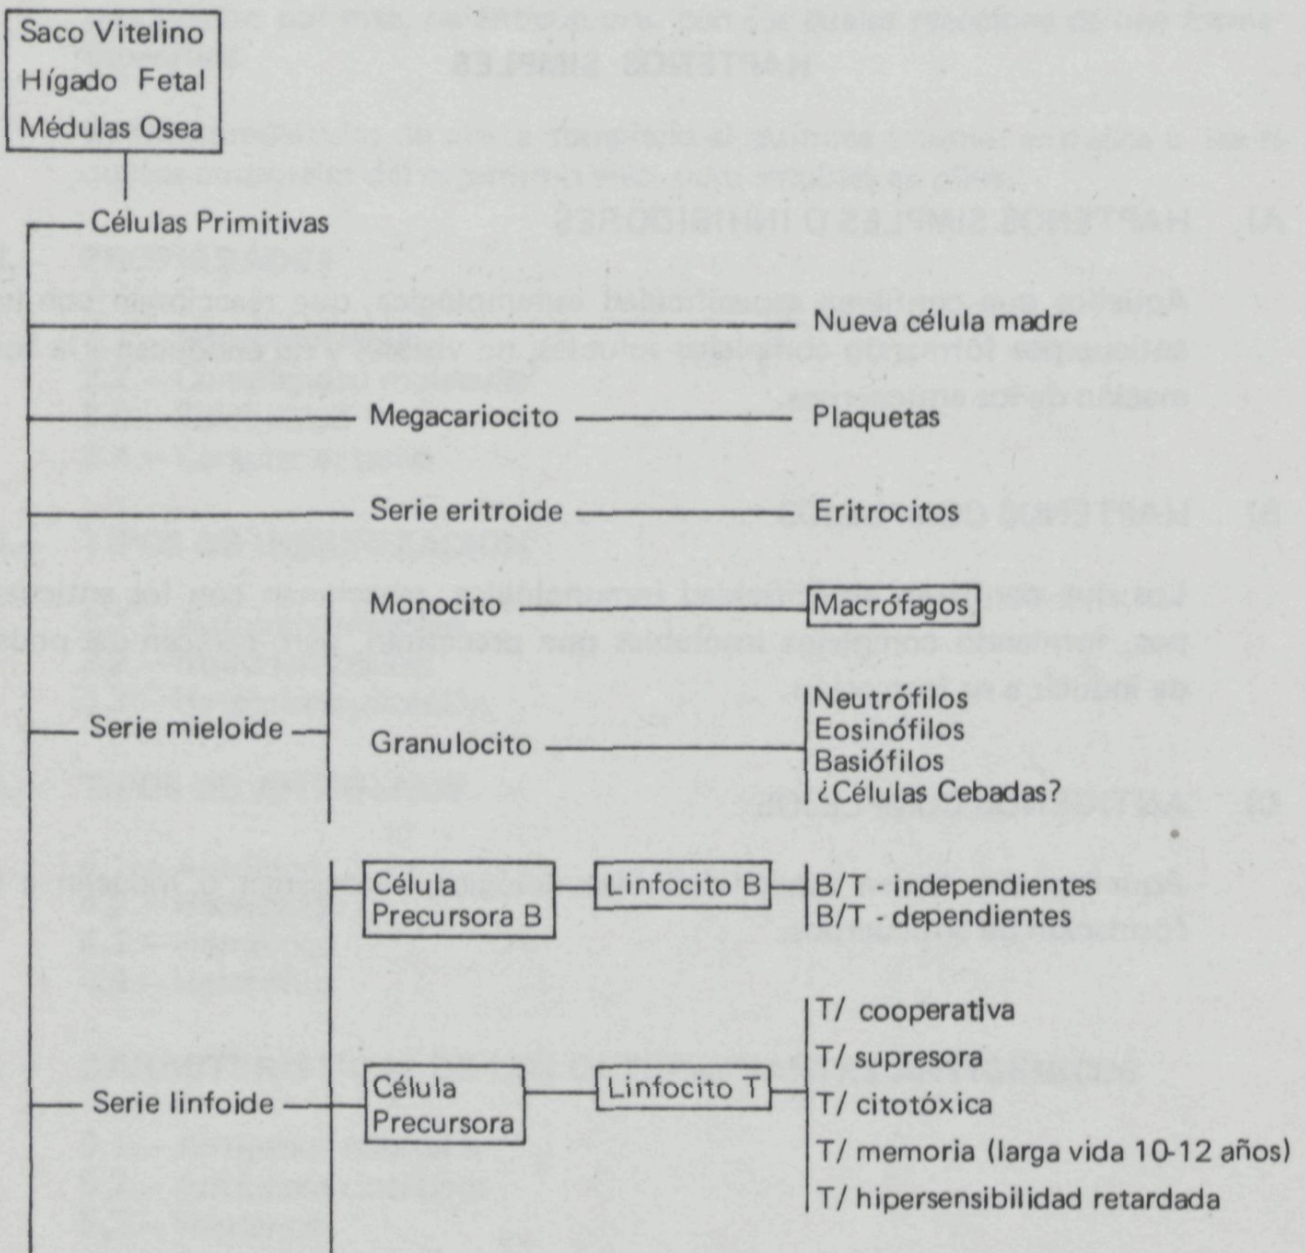 Saco Vitelino
Hígado Fetal
Médulas Osea
Células Primitivas
Nueva célula madre
Megacariocito
Plaquetas
Serie eritroide
Eritrocitos
Monocito
Macrófagos
Serie mieloide
Granulocito
Neutrófilos
Eosinófilos
Basiófilos
¿Células Cebadas?
Célula
Precursora B
Linfocito B
B/T - independientes
B/T - dependientes
Serie linfoide
Célula
Precursora
Linfocito T
T/ cooperativa
T/ supresora
T/ citotóxica
T/ memoria (larga vida 10-12 años)
T/ hipersensibilidad retardada